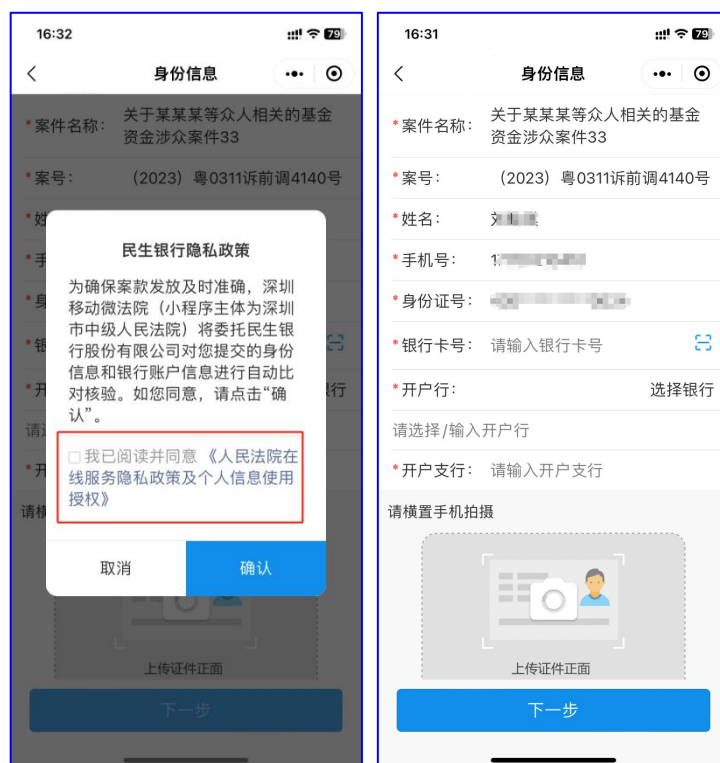 16:32
79
身份信息
*案件名称：
关于某某某等众人相关的基金
资金涉众案件33
*案号：
（2023）粤0311诉前调4140号
*姓
*手
*身
*银
*开
银行
请选
*开
请横
民生银行隐私政策
为确保案款发放及时准确，深圳
移动微法院（小程序主体为深圳
市中级人民法院）将委托民生银
行股份有限公司对您提交的身份
信息和银行账户信息进行自动比
对核验。如您同意，请点击“确
认”。
我已阅读并同意 《人民法院在
线服务隐私政策及个人信息使用
授权》
取消
确认
上传证件正面
下一步
16:31
79
身份信息
*案件名称：
关于某某某等众人相关的基金
资金涉众案件33
*案号：
（2023）粤0311诉前调4140号
*姓名：
*手机号：
*身份证号：
*银行卡号：
请输入银行卡号
*开户行：
选择银行
请选择/输入开户行
*开户支行：
请输入开户支行
请横置手机拍摄
上传证件正面
下一步